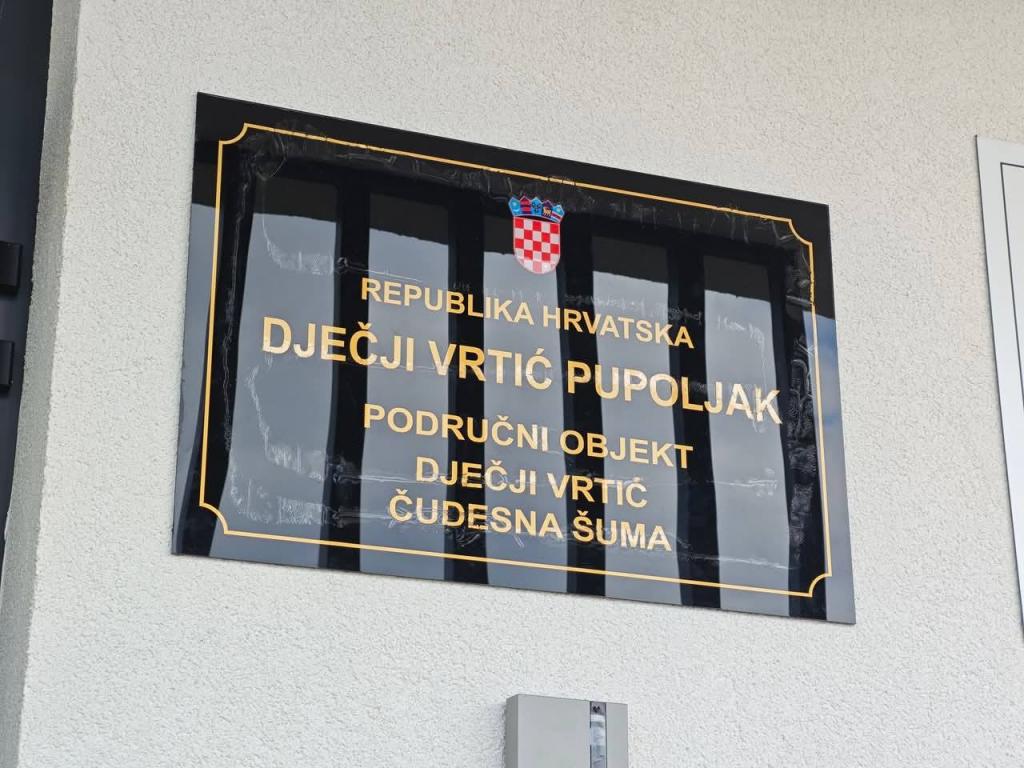 REPUBLIKA HRVATSKA
DJEČJI VRTIĆ PUPOLJAK
PODRUČNI OBJEKT
DJEČJI VRTIĆ
ČUDESNA ŠUMA